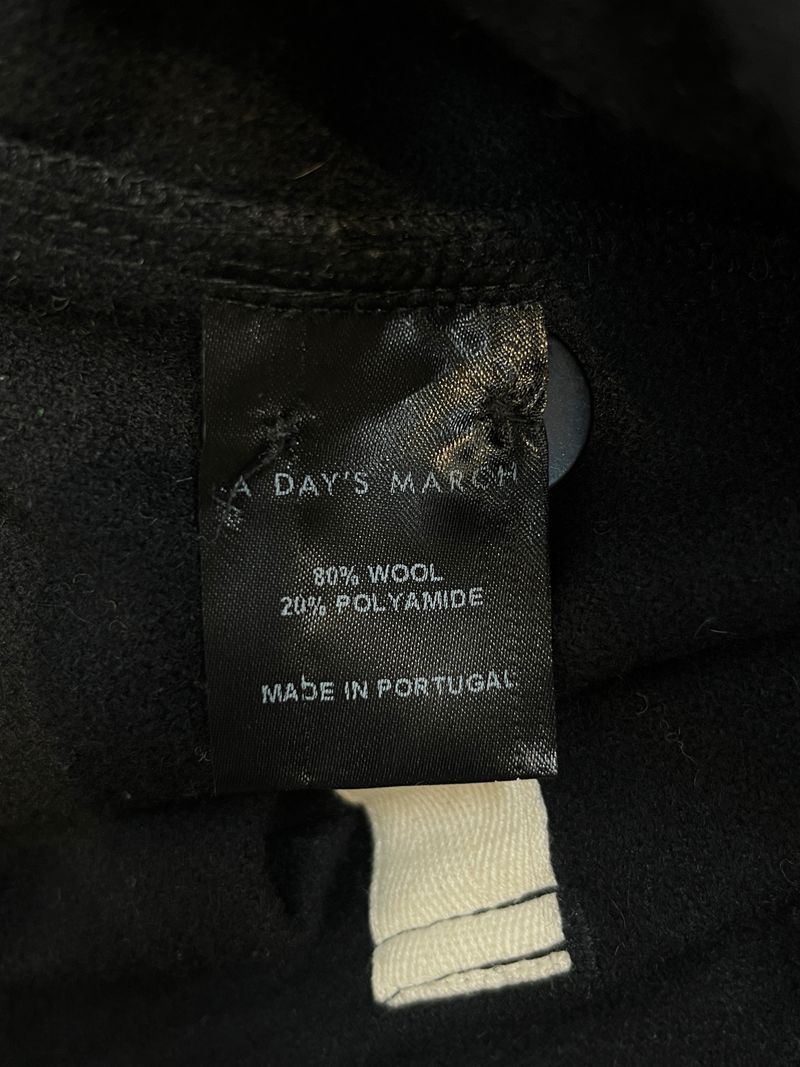 A DAY'S MARCH
80% WOOL
20% POLYAMIDE
MADE IN PORTUGAL